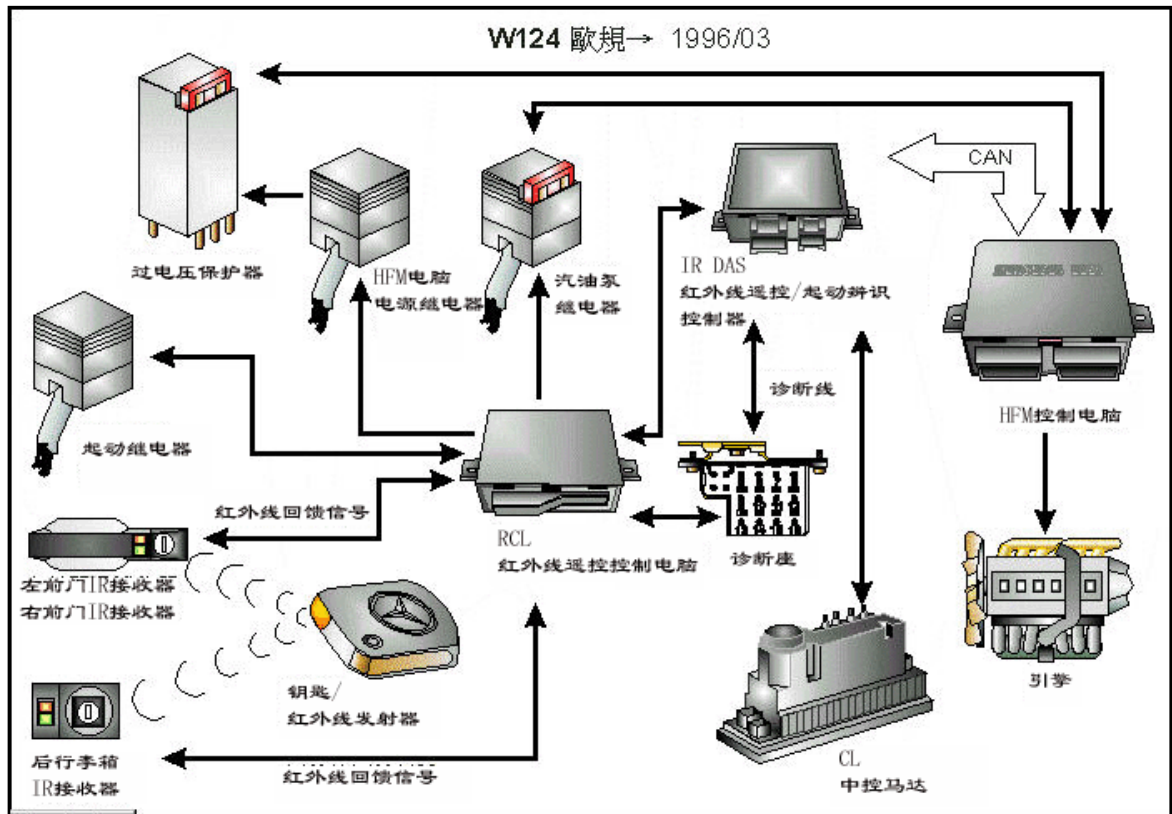 W124 歐規→ 1996/03
CAN
过电压保护器
HFM电脑
电源继电器
汽油泵
继电器
IR DAS
红外线遥控/起动辨识
控制器
HFM控制电脑
起动继电器
诊断线
红外线回馈信号
RCL
红外线遥控控制电脑
诊断座
左前门IR接收器
右前门IR接收器
钥匙/
红外线发射器
引擎
后行李箱
IR接收器
红外线回馈信号
CL
中控马达